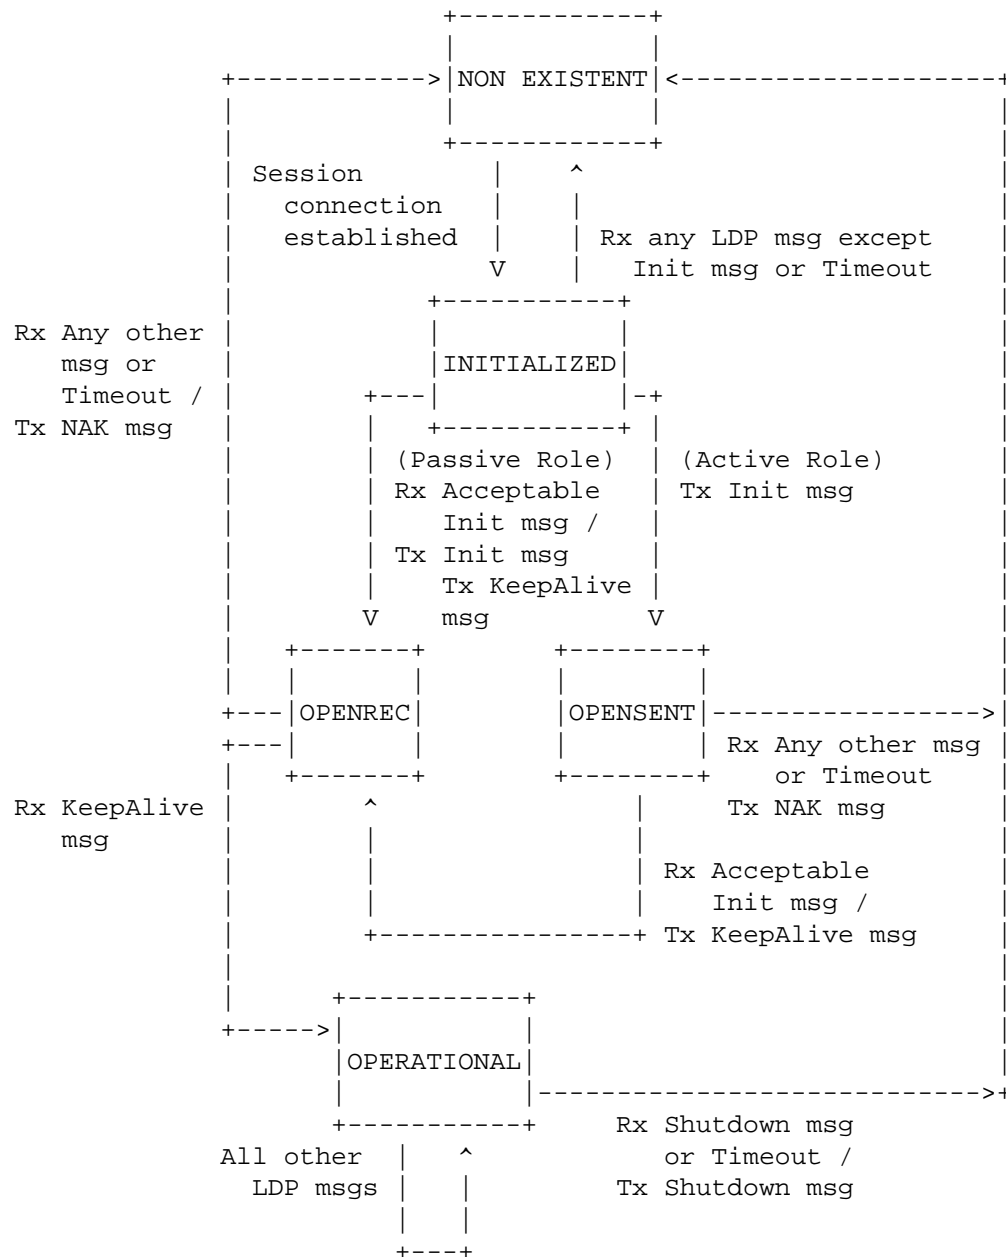 NON EXISTENT
Session
connection
established
Rx any LDP msg except
Init msg or Timeout
V
Rx Any other
msg or
Timeout /
Tx NAK msg
INITIALIZED
(Passive Role)
Rx Acceptable
Init msg /
Tx Init msg
Tx KeepAlive
msg
(Active Role)
Tx Init msg
V
V
OPENREC
OPENSENT
Rx Any other msg
or Timeout
Tx NAK msg
Rx KeepAlive
msg
Rx Acceptable
Init msg /
Tx KeepAlive msg
OPERATIONAL
Rx Shutdown msg
or Timeout /
Tx Shutdown msg
All other
LDP msgs